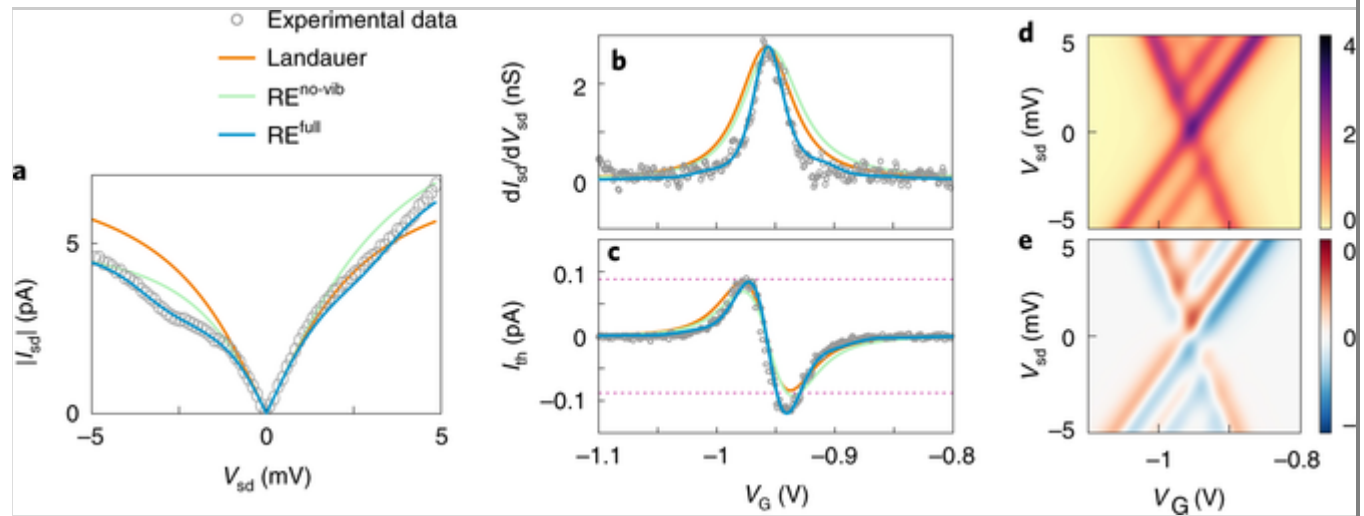 Experimental data
Landauer
RE^no-vib
RE^full
a
|I_sd| (pA)
5
0
−5
0
5
V_sd (mV)
b
dI_sd/dV_sd (nS)
2
0
c
I_th (pA)
0.1
0
−0.1
−1.1
−1
−0.9
−0.8
V_G (V)
d
V_sd (mV)
5
0
−5
4
2
0
e
V_sd (mV)
5
0
−5
0
0
−
−1
−0.8
V_G (V)